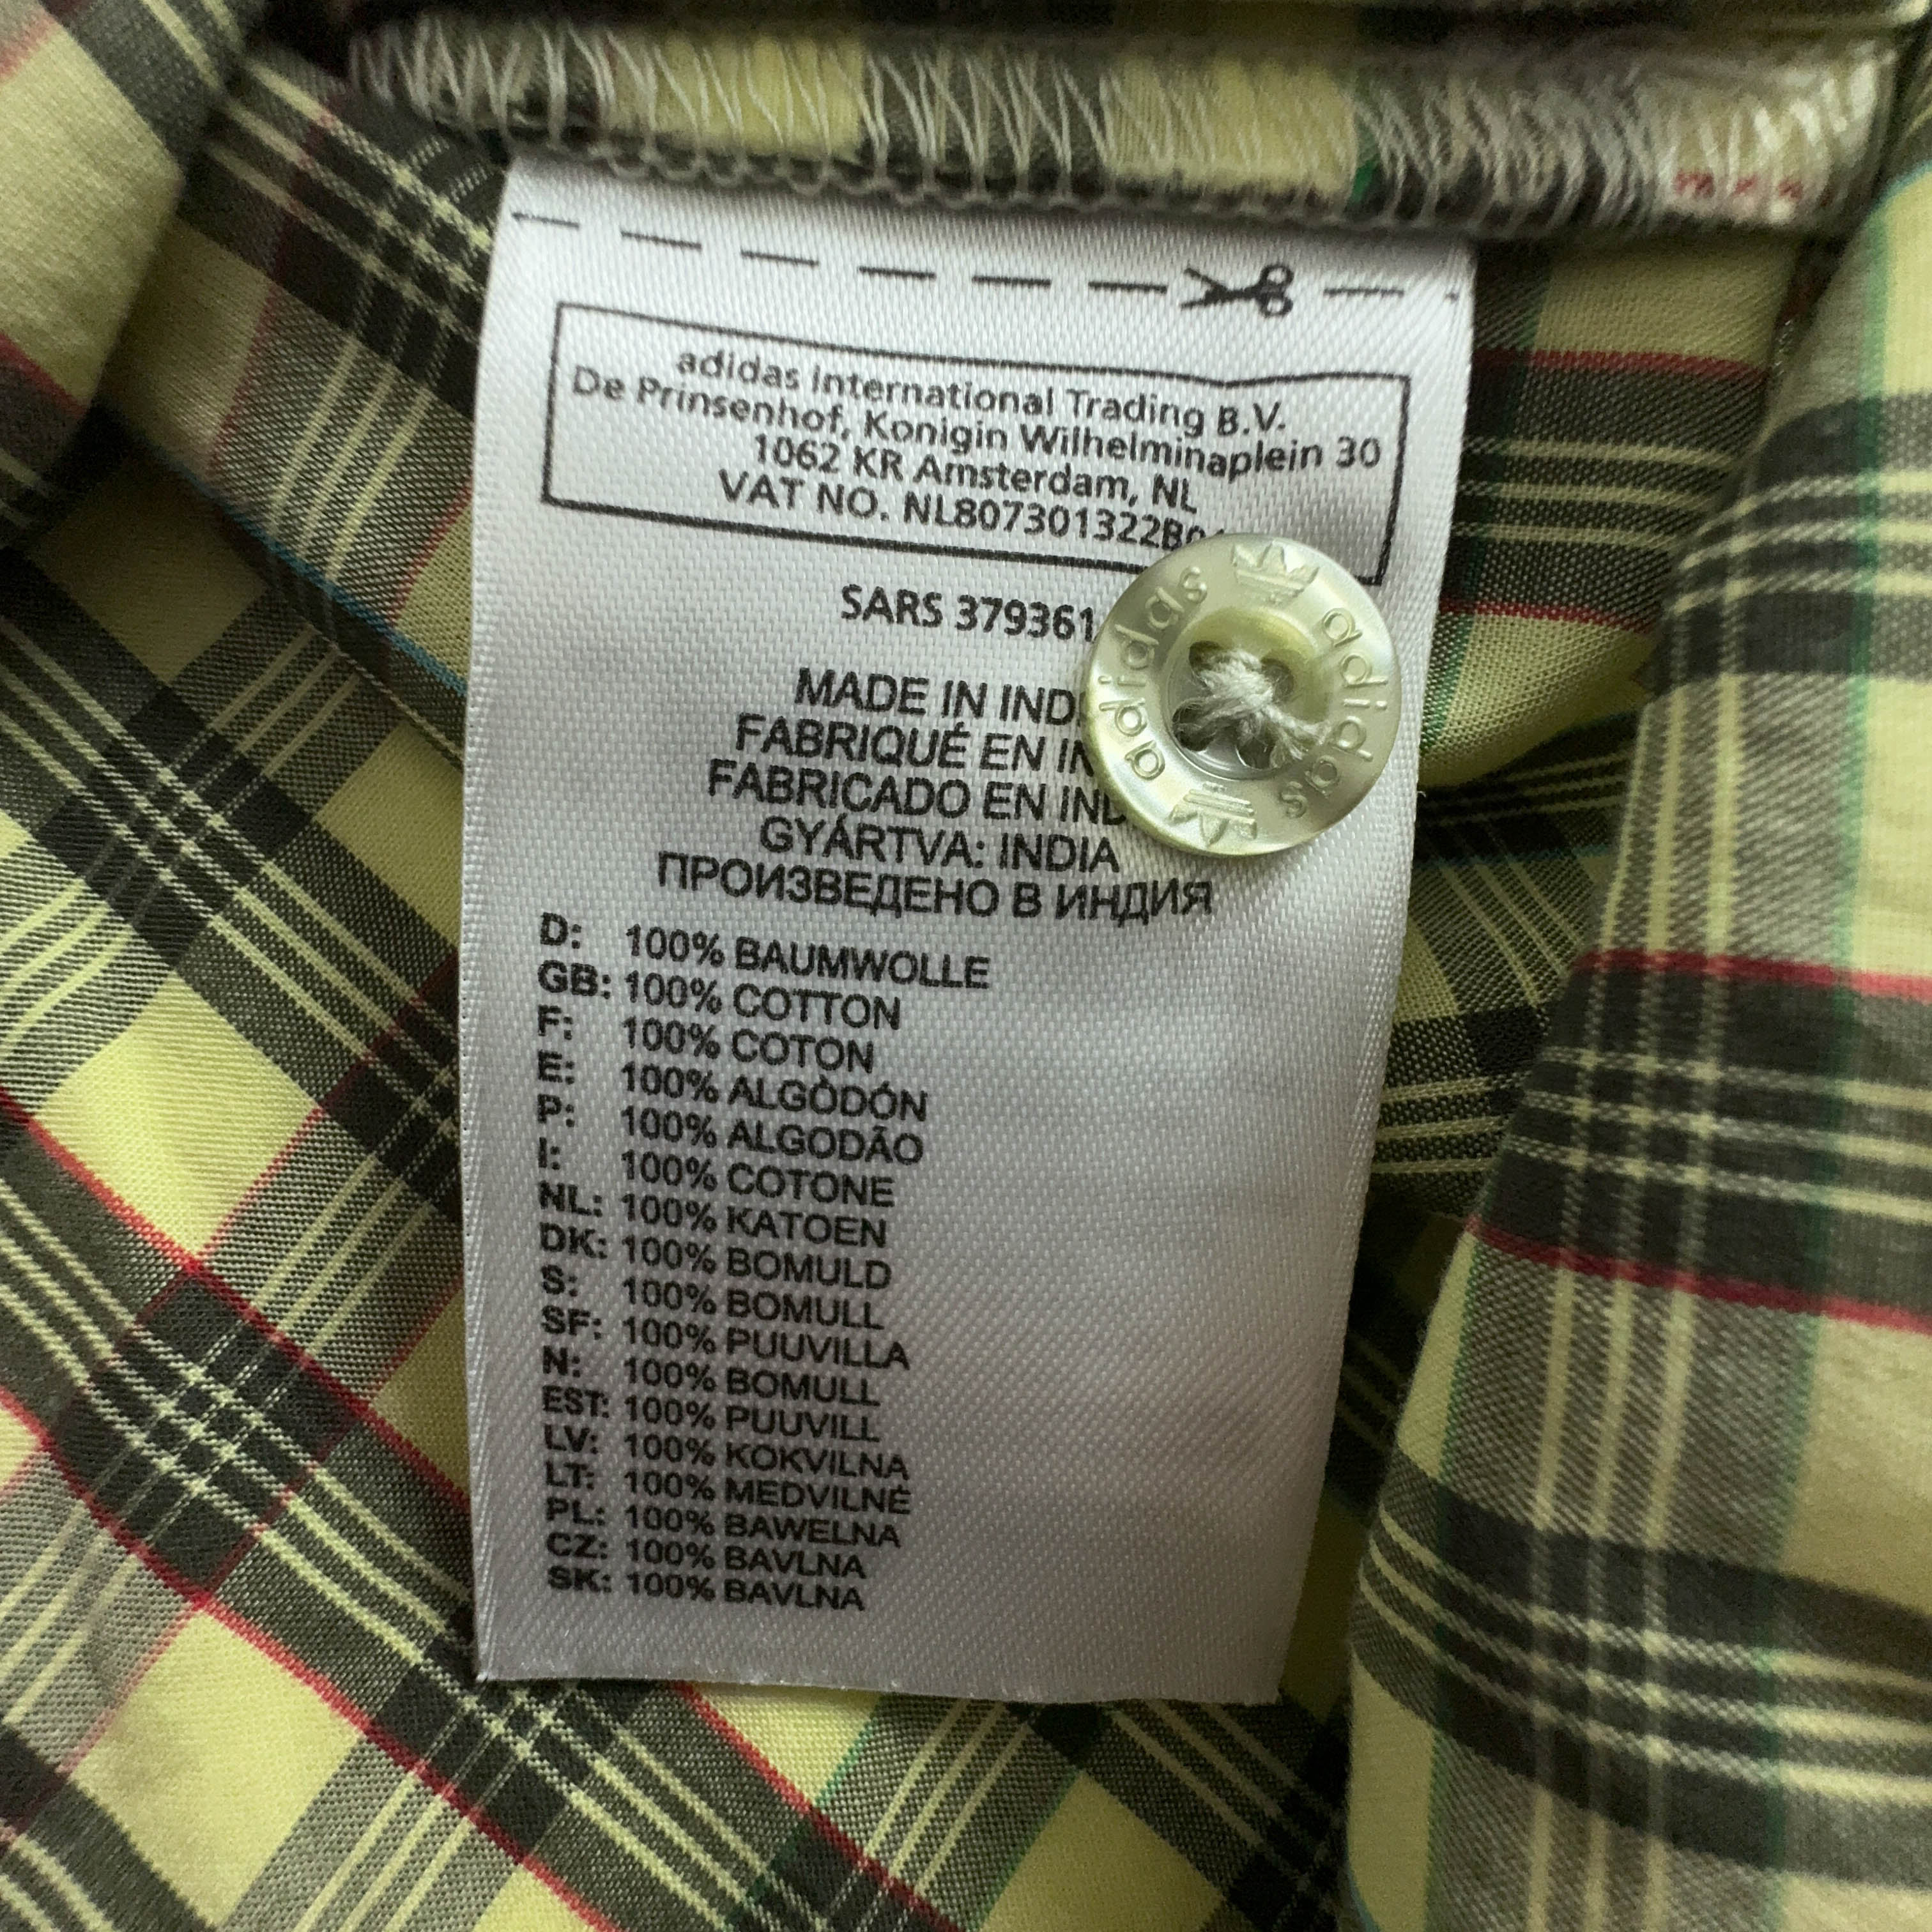 adidas International Trading B.V.
De Prinsenhof, Konigin Wilhelminaplein 30
1062 KR Amsterdam, NL
VAT NO. NL807301322B0
SARS 379361
MADE IN IND
FABRIQUÉ EN IN
FABRICADO EN IND
GYÁRTVA: INDIA
ПРОИЗВЕДЕНО В ИНДИЯ
D: 100% BAUMWOLLE
GB: 100% COTTON
F: 100% COTON
E: 100% ALGÒDÓN
P: 100% ALGODÃO
I: 100% COTONE
NL: 100% KATOEN
DK: 100% BOMULD
S: 100% BOMULL
SF: 100% PUUVILLA
N: 100% BOMULL
EST: 100% PUUVILL
LV: 100% KOKVILNA
LT: 100% MEDVILNĖ
PL: 100% BAWELNA
CZ: 100% BAVLNA
SK: 100% BAVLNA
adidas
adidas